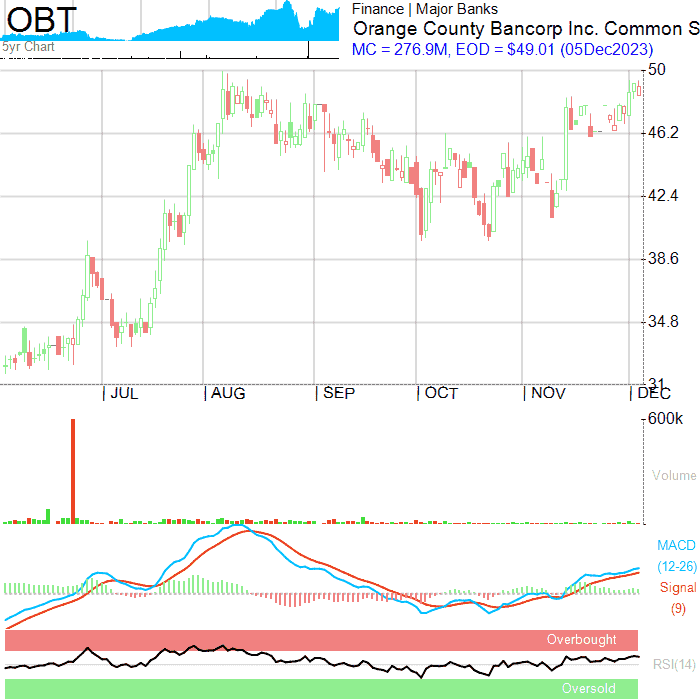 OBT
5yr Chart
Finance | Major Banks
Orange County Bancorp Inc. Common S
MC = 276.9M, EOD = $49.01 (05Dec2023)
50
46.2
42.4
38.6
34.8
31
| JUL | AUG | SEP | OCT | NOV | DEC
600k
Volume
MACD
(12-26)
Signal
(9)
Overbought
RSI(14)
Oversold